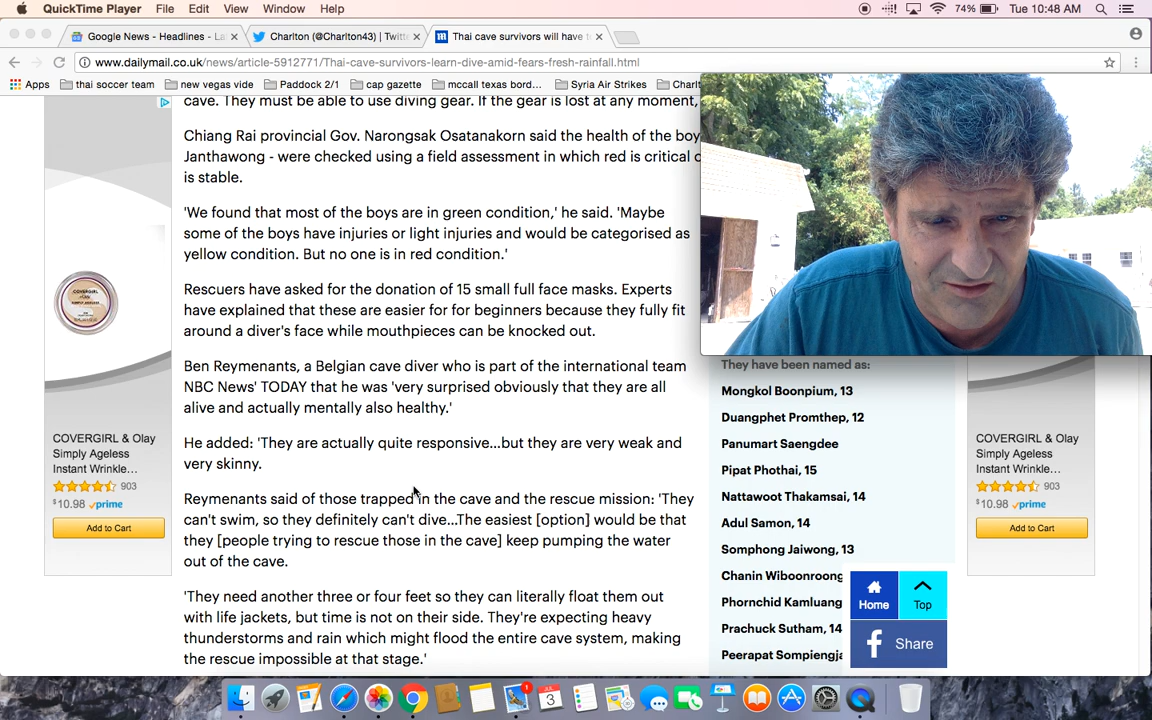 QuickTime Player File Edit View Window Help
74% Tue 10:48 AM
Google News - Headlines - La
Charlton (@Charlton43) | Twitte
Thai cave survivors will have t
www.dailymail.co.uk/news/article-5912771/Thai-cave-survivors-learn-dive-amid-fears-fresh-rainfall.html
Apps thai soccer team new vegas vide Paddock 2/1 cap gazette mccall texas bord... Syria Air Strikes Charlt
cave. They must be able to use diving gear. If the gear is lost at any moment,
Chiang Rai provincial Gov. Narongsak Osatanakorn said the health of the boy
Janthawong - were checked using a field assessment in which red is critical c
is stable.
'We found that most of the boys are in green condition,' he said. 'Maybe
some of the boys have injuries or light injuries and would be categorised as
yellow condition. But no one is in red condition.'
Rescuers have asked for the donation of 15 small full face masks. Experts
have explained that these are easier for for beginners because they fully fit
around a diver's face while mouthpieces can be knocked out.
Ben Reymenants, a Belgian cave diver who is part of the international team
NBC News' TODAY that he was 'very surprised obviously that they are all
alive and actually mentally also healthy.'
He added: 'They are actually quite responsive...but they are very weak and
very skinny.
Reymenants said of those trapped in the cave and the rescue mission: 'They
can't swim, so they definitely can't dive...The easiest [option] would be that
they [people trying to rescue those in the cave] keep pumping the water
out of the cave.
'They need another three or four feet so they can literally float them out
with life jackets, but time is not on their side. They're expecting heavy
thunderstorms and rain which might flood the entire cave system, making
the rescue impossible at that stage.'
COVERGIRL & Olay
Simply Ageless
Instant Wrinkle...
903
$10.98 prime
Add to Cart
They have been named as:
Mongkol Boonpium, 13
Duangphet Promthep, 12
Panumart Saengdee
Pipat Phothai, 15
Nattawoot Thakamsai, 14
Adul Samon, 14
Somphong Jaiwong, 13
Chanin Wiboonroong
Phornchid Kamluang
Prachuck Sutham, 14
Peerapat Sompiengja
Home
Top
Share
COVERGIRL & Olay
Simply Ageless
Instant Wrinkle...
903
$10.98 prime
Add to Cart